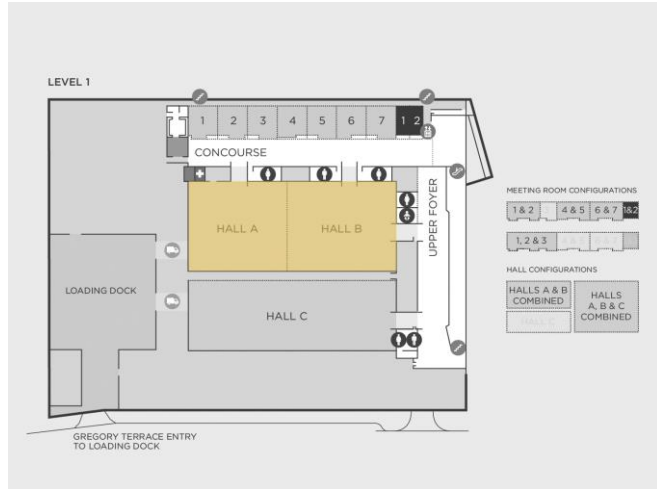 LEVEL 1
1 2 3 4 5 6 7 1 2
CONCOURSE
HALL A
HALL B
UPPER FOYER
LOADING DOCK
HALL C
GREGORY TERRACE ENTRY
TO LOADING DOCK
MEETING ROOM CONFIGURATIONS
1 & 2 4 & 5 6 & 7 1&2
1, 2 & 3
HALL CONFIGURATIONS
HALLS A & B
COMBINED
HALL C
HALLS
A, B & C
COMBINED